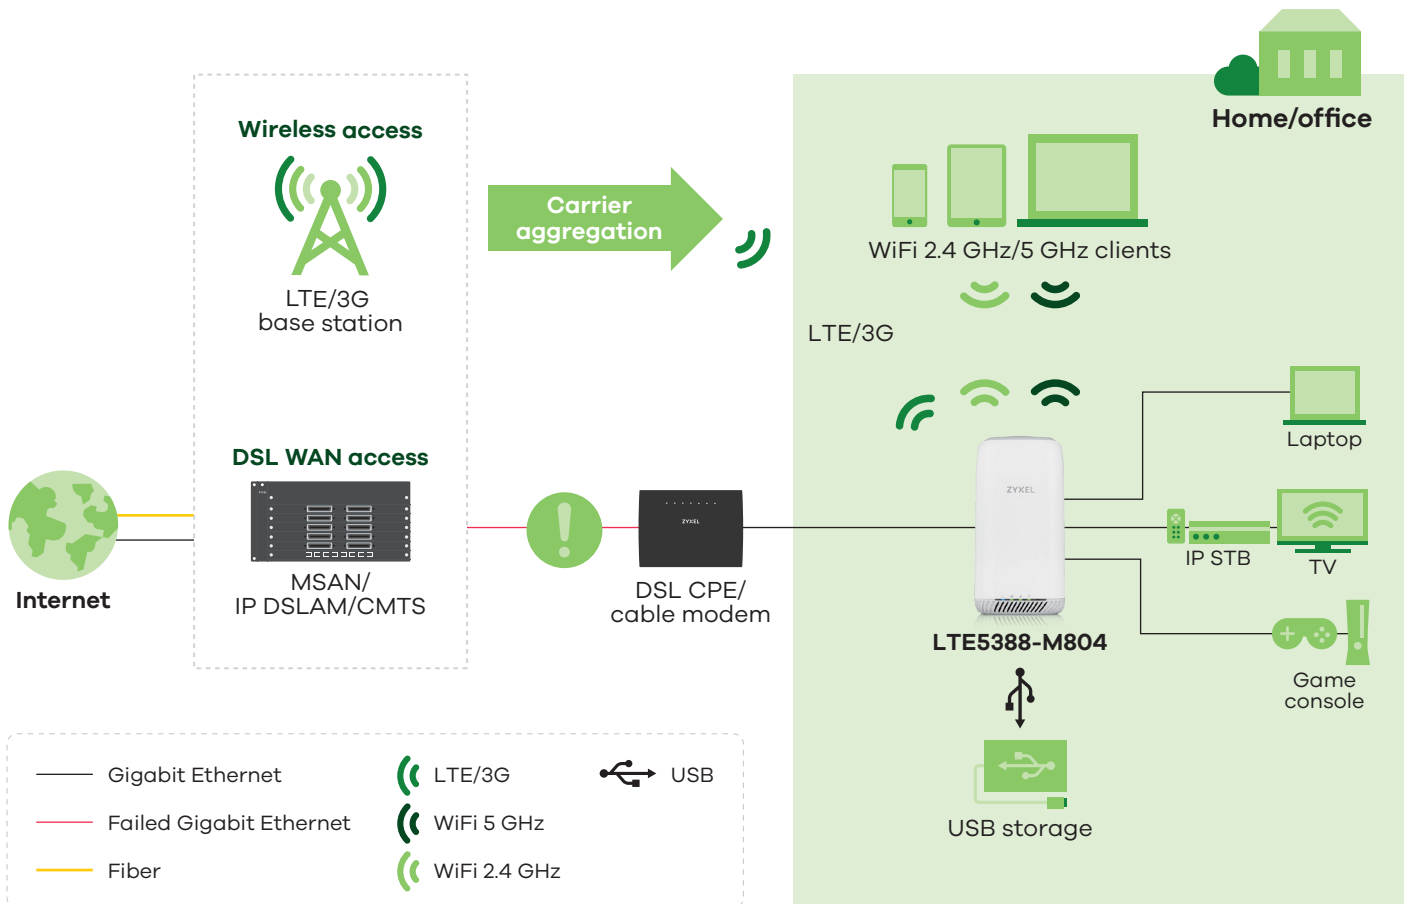 Home/office
Wireless access
LTE/3G
base station
Carrier
aggregation
WiFi 2.4 GHz/5 GHz clients
LTE/3G
DSL WAN access
MSAN/
IP DSLAM/CMTS
Internet
ZYXEL
DSL CPE/
cable modem
ZYXEL
LTE5388-M804
Laptop
IP STB
TV
Game
console
USB storage
Gigabit Ethernet
Failed Gigabit Ethernet
Fiber
LTE/3G
WiFi 5 GHz
WiFi 2.4 GHz
USB